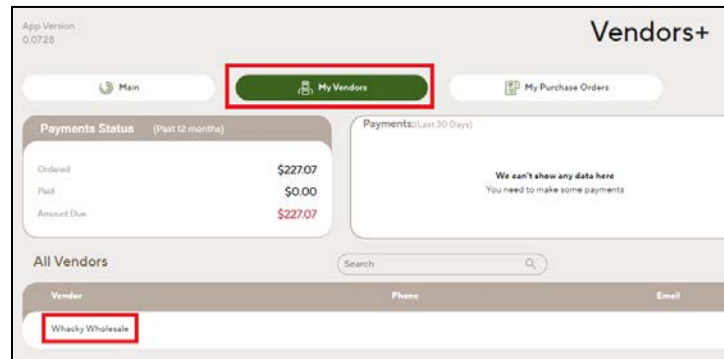 App Version
0.07.28
Vendors+
Main
My Vendors
My Purchase Orders
Payments Status (Past 12 months)
Ordered $227.07
Paid $0.00
Amount Due $227.07
Payments:(Last 30 Days)
We can't show any data here
You need to make some payments
All Vendors
Search
Vendor Phone Email
Whacky Wholesale